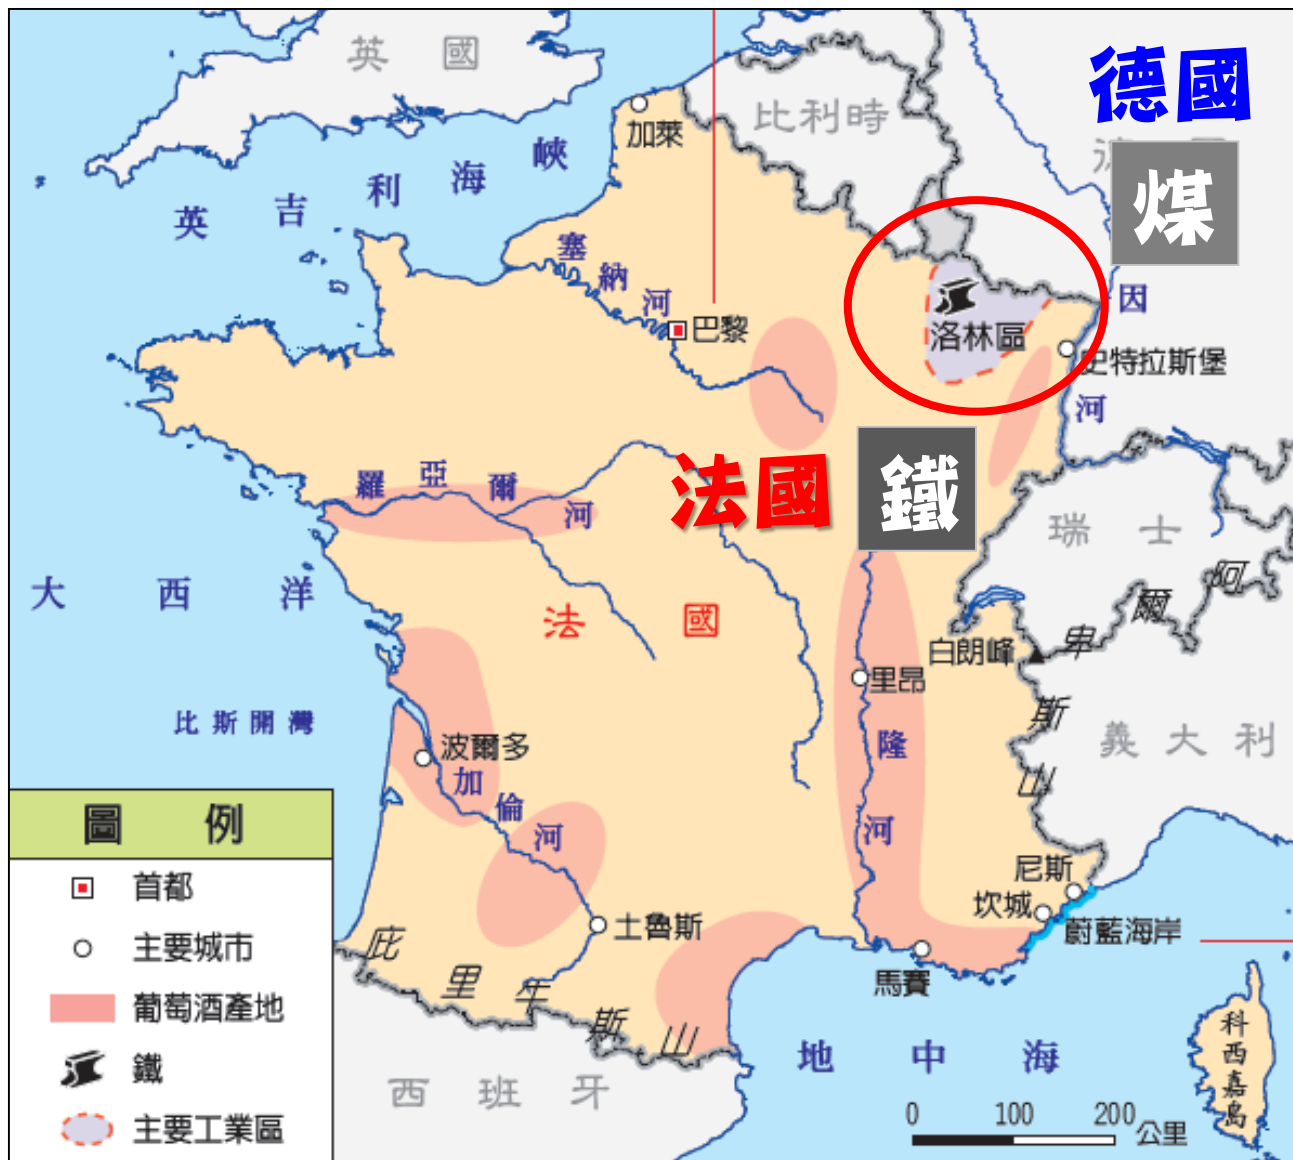 英國
德國
煤
比利時
加萊
英吉利海峽
塞納河
巴黎
洛林區
因河
史特拉斯堡
羅亞爾河
法國
鐵
瑞士
大西洋
法國
阿爾卑斯山
白朗峰
里昂
隆河
比斯開灣
波爾多
加倫河
義大利
圖例
首都
主要城市
葡萄酒產地
鐵
主要工業區
尼斯
坎城
蔚藍海岸
土魯斯
馬賽
庇里牛斯山
地中海
科西嘉島
西班牙
0 100 200公里